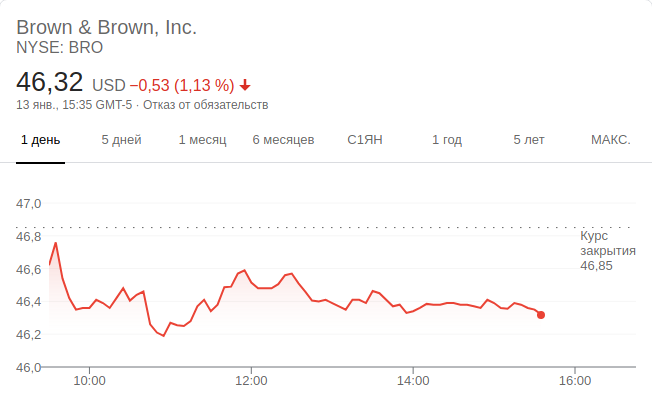 Brown & Brown, Inc.
NYSE: BRO
46,32 USD −0,53 (1,13 %)
13 янв., 15:35 GMT-5 · Отказ от обязательств
1 день 5 дней 1 месяц 6 месяцев С1ЯН 1 год 5 лет МАКС.
47,0
46,8
46,6
46,4
46,2
46,0
Курс
закрытия
46,85
10:00 12:00 14:00 16:00